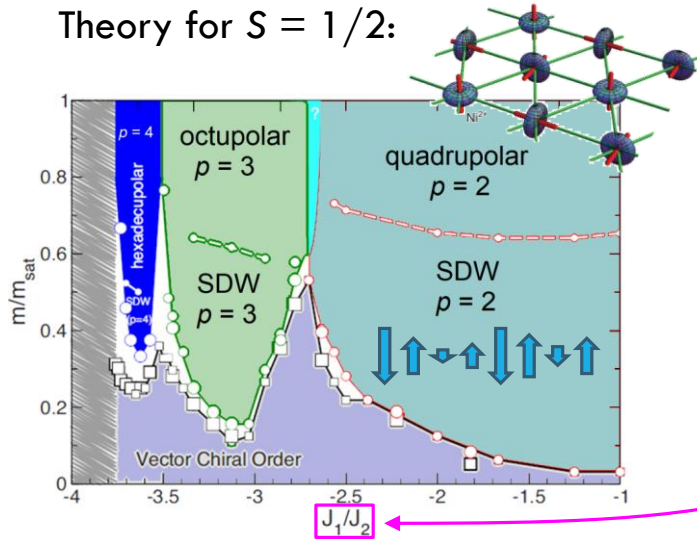 Theory for S = 1/2:
Ni²⁺
1
0.8
0.6
0.4
0.2
0
m/m_sat
p = 4
hexadecupolar
SDW
(p=4)
octupolar
p = 3
SDW
p = 3
?
quadrupolar
p = 2
SDW
p = 2
Vector Chiral Order
-4
-3.5
-3
-2.5
-2
-1.5
-1
J_1/J_2